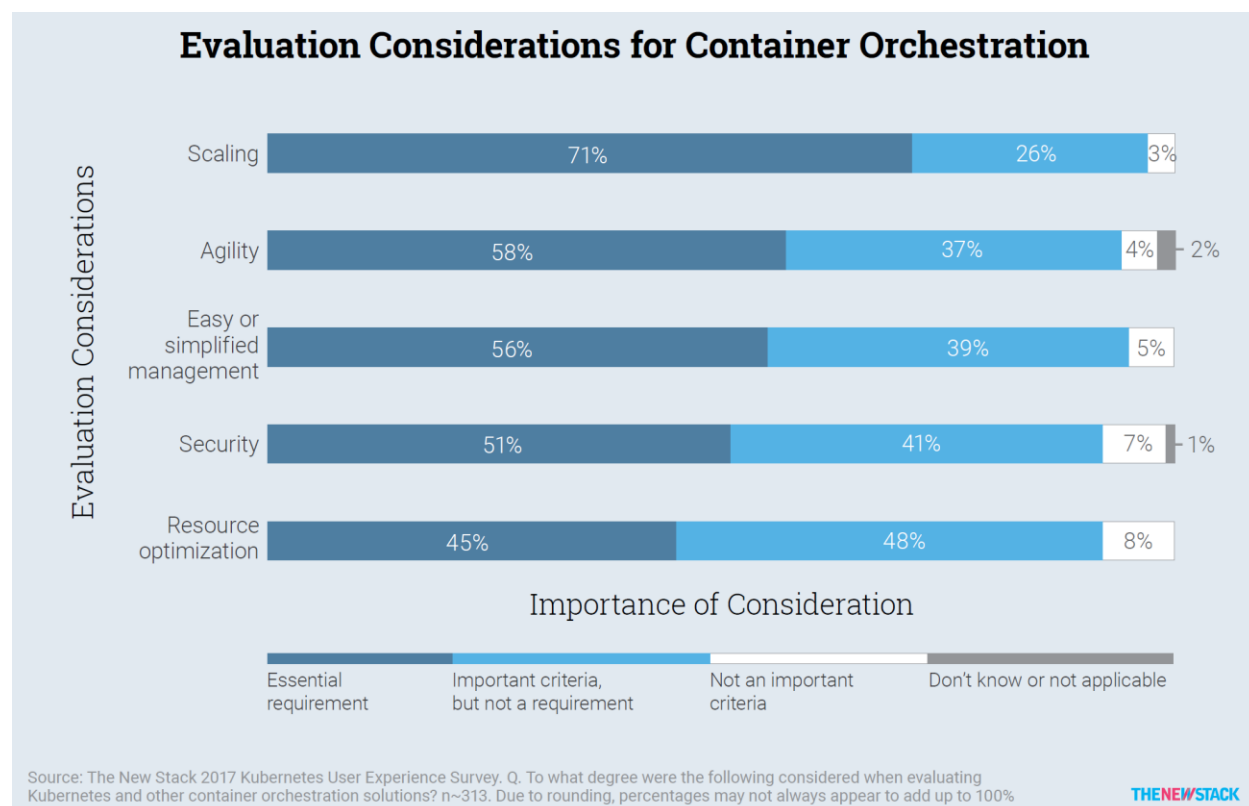 Evaluation Considerations for Container Orchestration
Evaluation Considerations
Scaling
71%
26%
3%
Agility
58%
37%
4%
2%
Easy or
simplified
management
56%
39%
5%
Security
51%
41%
7%
1%
Resource
optimization
45%
48%
8%
Importance of Consideration
Essential
requirement
Important criteria,
but not a requirement
Not an important
criteria
Don’t know or not applicable
Source: The New Stack 2017 Kubernetes User Experience Survey. Q. To what degree were the following considered when evaluating
Kubernetes and other container orchestration solutions? n~313. Due to rounding, percentages may not always appear to add up to 100%
THENEWSTACK